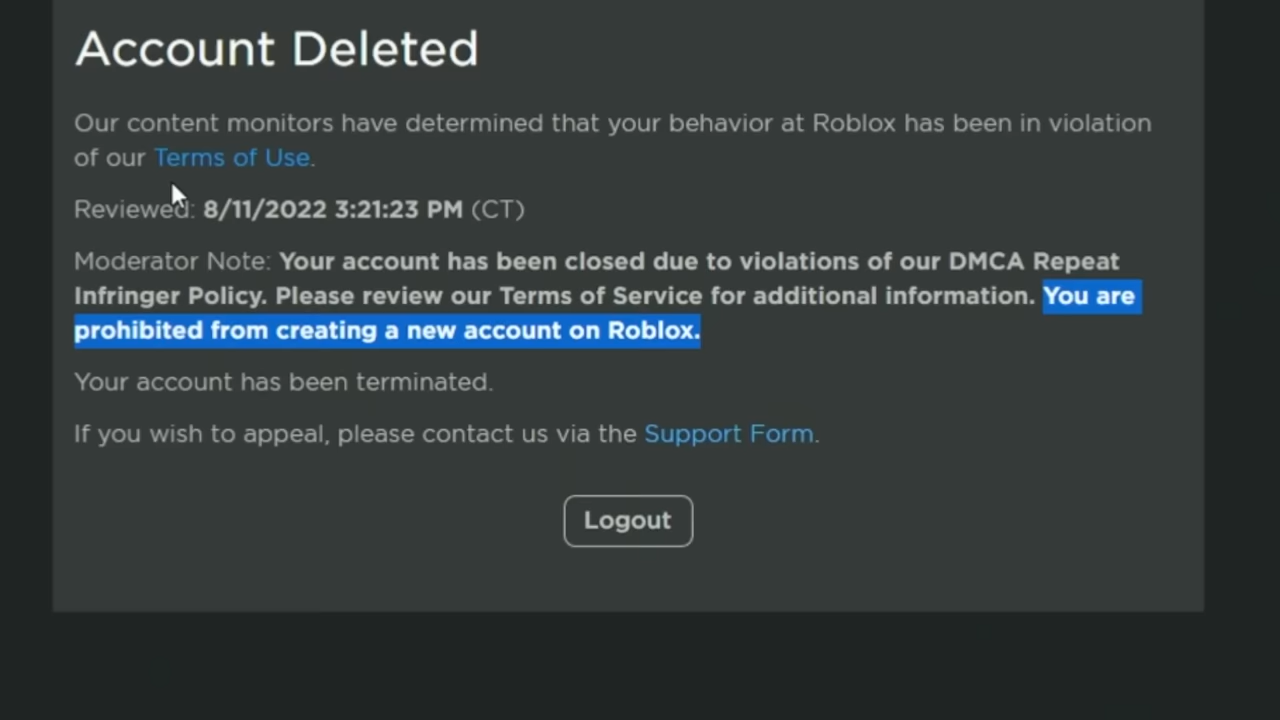 Account Deleted
Our content monitors have determined that your behavior at Roblox has been in violation
of our Terms of Use.
Reviewed: 8/11/2022 3:21:23 PM (CT)
Moderator Note: Your account has been closed due to violations of our DMCA Repeat
Infringer Policy. Please review our Terms of Service for additional information. You are
prohibited from creating a new account on Roblox.
Your account has been terminated.
If you wish to appeal, please contact us via the Support Form.
Logout